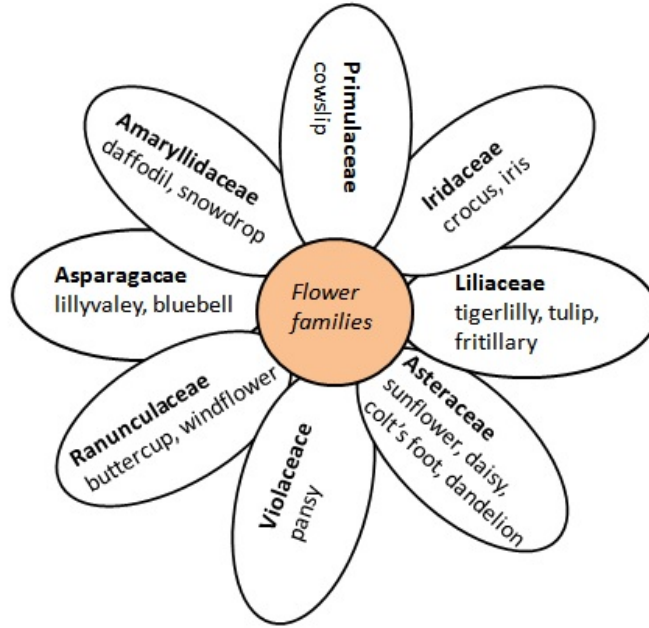 Flower
families
Primulaceae
cowslip
Iridaceae
crocus, iris
Liliaceae
tigerlilly, tulip,
fritillary
Asteraceae
sunflower, daisy,
colt's foot, dandelion
Violaceace
pansy
Ranunculaceae
buttercup, windflower
Asparagacae
lillyvaley, bluebell
Amaryllidaceae
daffodil, snowdrop